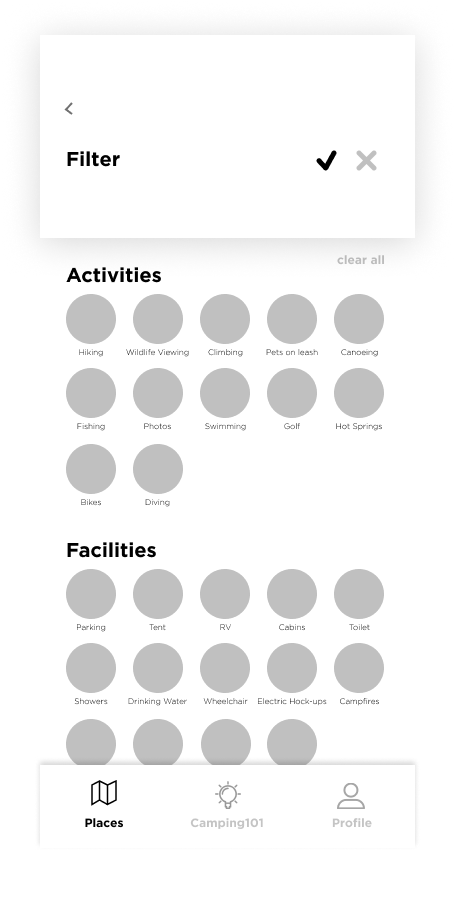 Filter
clear all
Activities
Hiking Wildlife Viewing Climbing Pets on leash Canoeing
Fishing Photos Swimming Golf Hot Springs
Bikes Diving
Facilities
Parking Tent RV Cabins Toilet
Showers Drinking Water Wheelchair Electric Hock-ups Campfires
Places Camping101 Profile